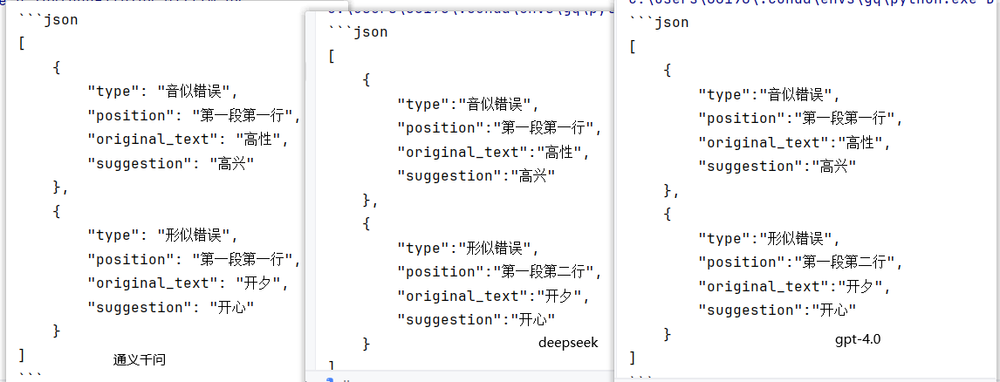 ```json
[
{
"type": "音似错误",
"position": "第一段第一行",
"original_text": "高性",
"suggestion": "高兴"
},
{
"type": "形似错误",
"position": "第一段第一行",
"original_text": "开夕",
"suggestion": "开心"
}
]
```
通义千问
```json
[
{
"type":"音似错误",
"position":"第一段第一行",
"original_text":"高性",
"suggestion":"高兴"
},
{
"type":"形似错误",
"position":"第一段第二行",
"original_text":"开夕",
"suggestion":"开心"
}
]
deepseek
```json
[
{
"type":"音似错误",
"position":"第一段第一行",
"original_text":"高性",
"suggestion":"高兴"
},
{
"type":"形似错误",
"position":"第一段第二行",
"original_text":"开夕",
"suggestion":"开心"
}
]
```
gpt-4.0